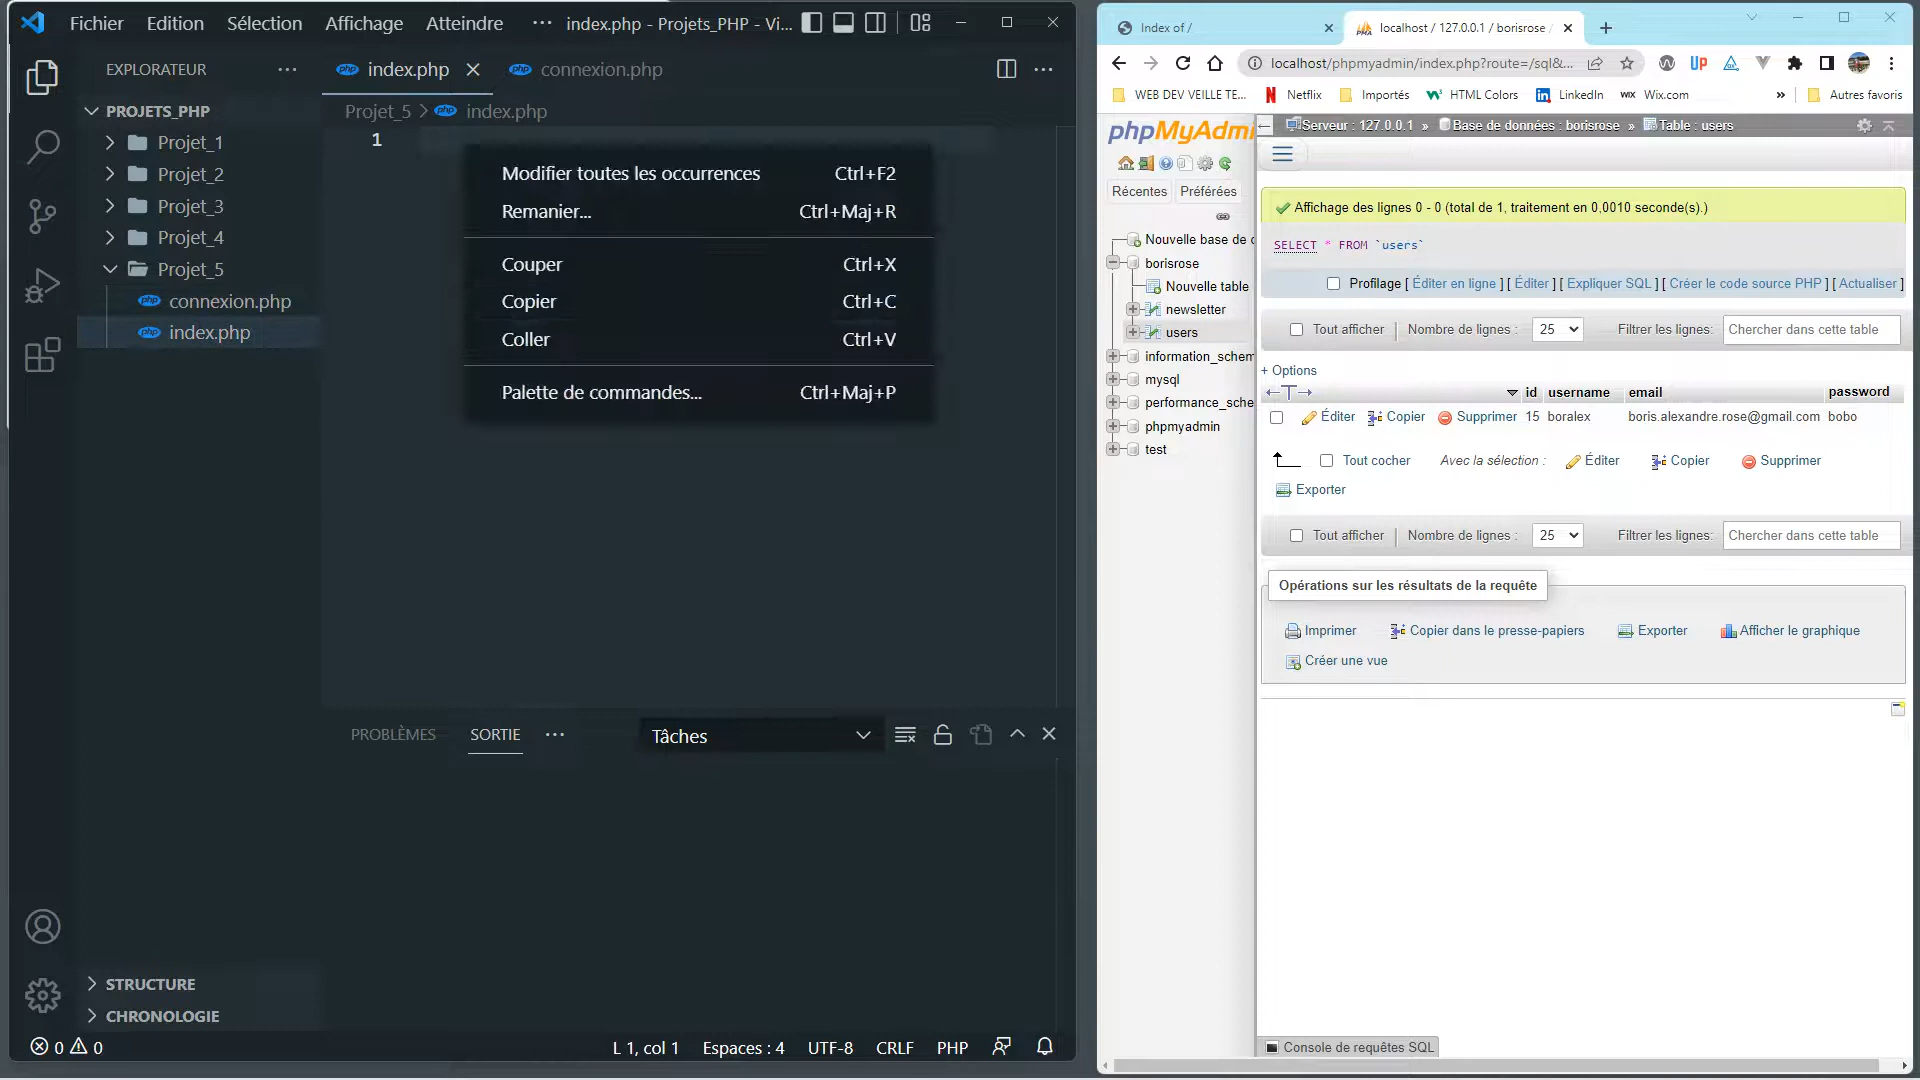 Fichier Edition Sélection Affichage Atteindre ··· index.php - Projets_PHP - Vi...
EXPLORATEUR ···
index.php
connexion.php
PROJETS_PHP
Projet_1
Projet_2
Projet_3
Projet_4
Projet_5
connexion.php
index.php
Projet_5 > index.php
1
Modifier toutes les occurrences Ctrl+F2
Remanier... Ctrl+Maj+R
Couper Ctrl+X
Copier Ctrl+C
Coller Ctrl+V
Palette de commandes... Ctrl+Maj+P
PROBLÈMES SORTIE ··· Tâches
STRUCTURE
CHRONOLOGIE
0 0
L 1, col 1 Espaces : 4 UTF-8 CRLF PHP
Index of /
localhost / 127.0.0.1 / borisrose
localhost/phpmyadmin/index.php?route=/sql&...
UP
WEB DEV VEILLE TE... Netflix Importés HTML Colors LinkedIn Wix.com » Autres favoris
phpMyAdmi
Récentes Préférées
Nouvelle base de d
borisrose
Nouvelle table
newsletter
users
information_schem
mysql
performance_sche
phpmyadmin
test
Serveur : 127.0.0.1 » Base de données : borisrose » Table : users
Affichage des lignes 0 - 0 (total de 1, traitement en 0,0010 seconde(s).)
SELECT * FROM `users`
Profilage [ Éditer en ligne ] [ Éditer ] [ Expliquer SQL ] [ Créer le code source PHP ] [ Actualiser ]
Tout afficher Nombre de lignes : 25 Filtrer les lignes: Chercher dans cette table
+ Options
id username email password
Éditer Copier Supprimer 15 boralex boris.alexandre.rose@gmail.com bobo
Tout cocher Avec la sélection : Éditer Copier Supprimer
Exporter
Tout afficher Nombre de lignes : 25 Filtrer les lignes: Chercher dans cette table
Opérations sur les résultats de la requête
Imprimer Copier dans le presse-papiers Exporter Afficher le graphique
Créer une vue
Console de requêtes SQL